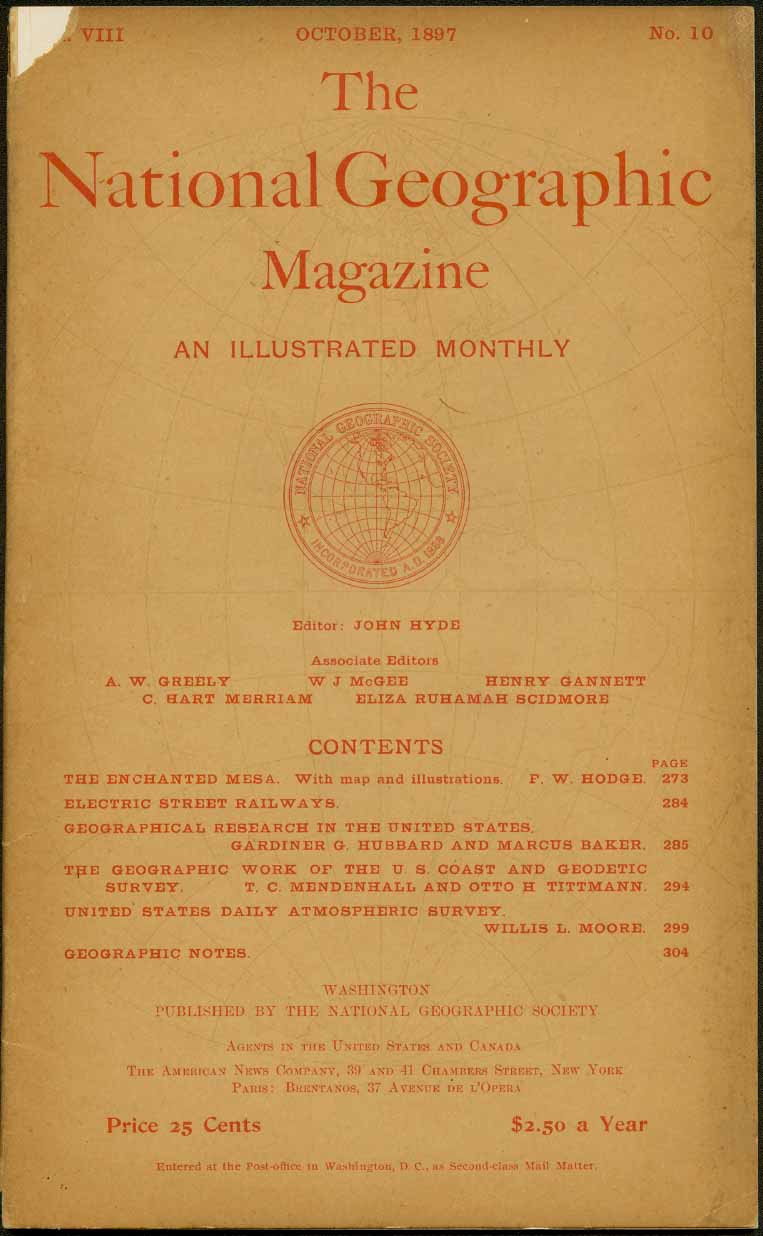 . VIII OCTOBER, 1897 No. 10
The
National Geographic
Magazine
AN ILLUSTRATED MONTHLY
NATIONAL GEOGRAPHIC SOCIETY
INCORPORATED A.D. 1888
Editor: JOHN HYDE
Associate Editors
A. W. GREELY W J McGEE HENRY GANNETT
C. HART MERRIAM ELIZA RUHAMAH SCIDMORE
CONTENTS
PAGE
THE ENCHANTED MESA. With map and illustrations. F. W. HODGE. 273
ELECTRIC STREET RAILWAYS. 284
GEOGRAPHICAL RESEARCH IN THE UNITED STATES.
GARDINER G. HUBBARD AND MARCUS BAKER. 285
THE GEOGRAPHIC WORK OF THE U. S. COAST AND GEODETIC
SURVEY. T. C. MENDENHALL AND OTTO H TITTMANN. 294
UNITED STATES DAILY ATMOSPHERIC SURVEY.
WILLIS L. MOORE. 299
GEOGRAPHIC NOTES. 304
WASHINGTON
PUBLISHED BY THE NATIONAL GEOGRAPHIC SOCIETY
AGENTS IN THE UNITED STATES AND CANADA
THE AMERICAN NEWS COMPANY, 39 AND 41 CHAMBERS STREET, NEW YORK
PARIS: BRENTANOS, 37 AVENUE DE L'OPERA
Price 25 Cents $2.50 a Year
Entered at the Post-office in Washington, D. C., as Second-class Mail Matter.